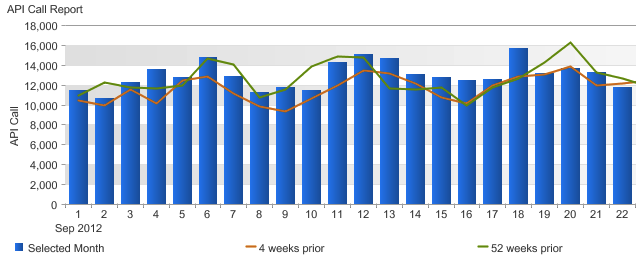 API Call Report
18,000
16,000
14,000
12,000
10,000
8,000
6,000
4,000
2,000
0
API Call
1 2 3 4 5 6 7 8 9 10 11 12 13 14 15 16 17 18 19 20 21 22
Sep 2012
Selected Month 4 weeks prior 52 weeks prior